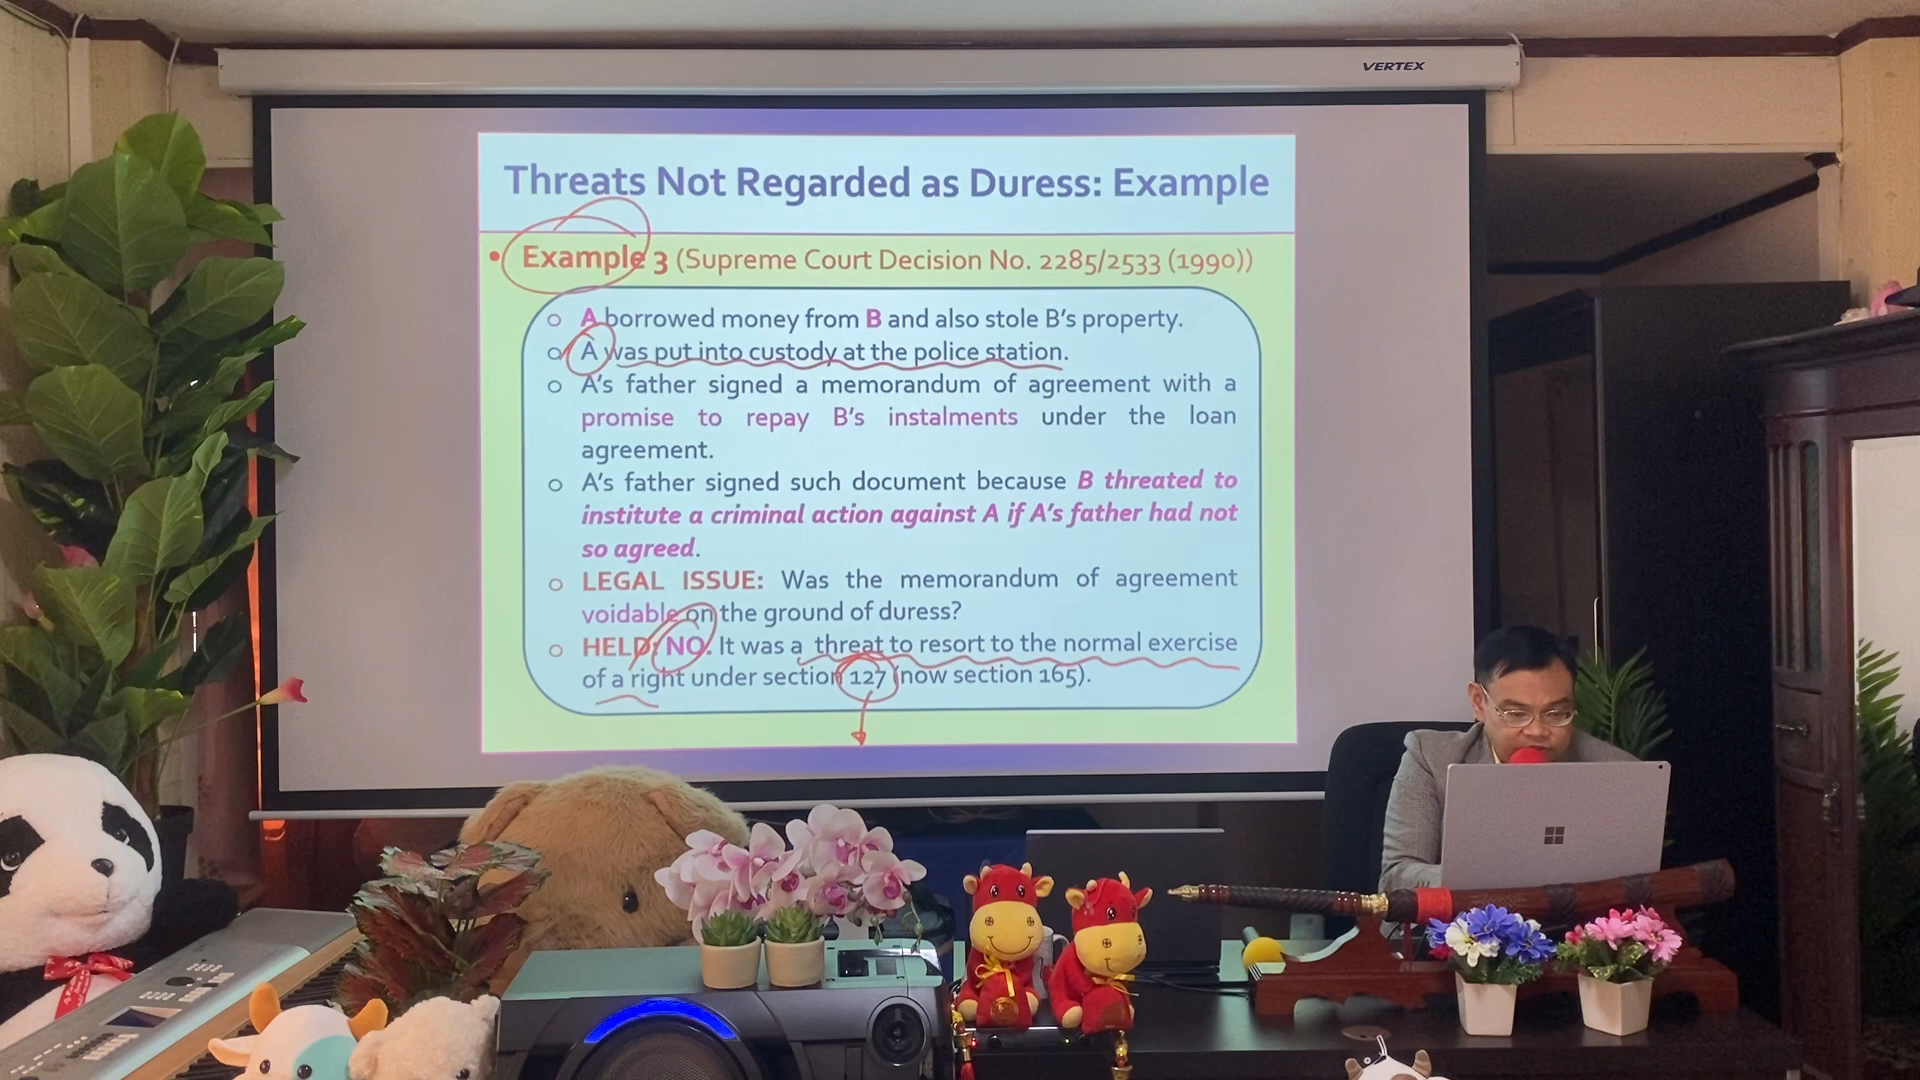 VERTEX
Threats Not Regarded as Duress: Example
• Example 3 (Supreme Court Decision No. 2285/2533 (1990))
o A borrowed money from B and also stole B's property.
o A was put into custody at the police station.
o A's father signed a memorandum of agreement with a
promise to repay B's instalments under the loan
agreement.
o A's father signed such document because B threated to
institute a criminal action against A if A's father had not
so agreed.
o LEGAL ISSUE: Was the memorandum of agreement
voidable on the ground of duress?
o HELD: NO. It was a threat to resort to the normal exercise
of a right under section 127 (now section 165).